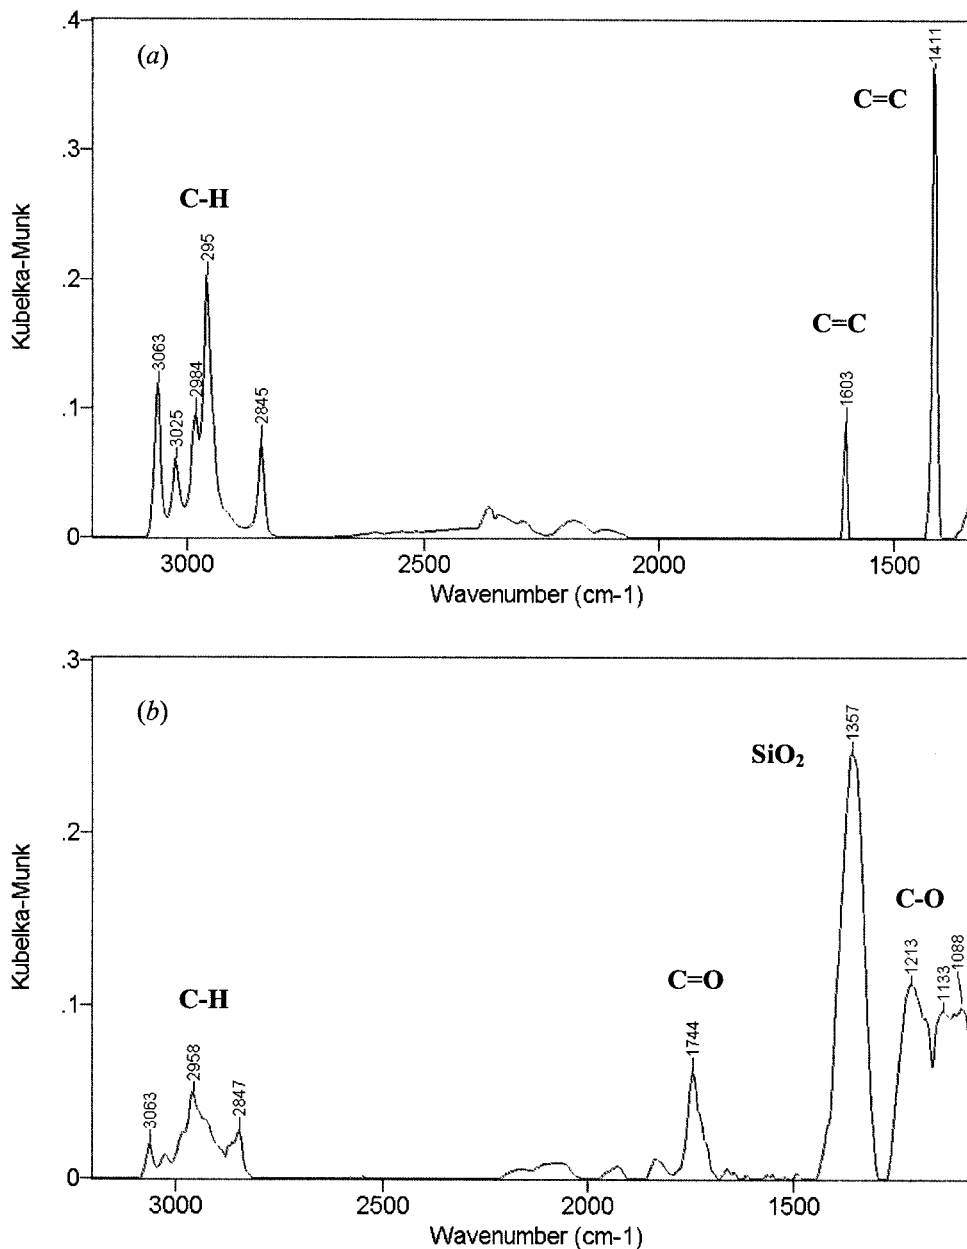 .4
(a)
1411
C=C
.3
C-H
295
.2
Kubelka-Munk
C=C
3063
2984
1603
.1
3025
2845
0
3000
2500
2000
1500
Wavenumber (cm-1)
.3
(b)
1357
SiO₂
.2
Kubelka-Munk
C-O
1213
1133
1088
C=O
.1
C-H
1744
2958
3063
2847
0
3000
2500
2000
1500
Wavenumber (cm-1)